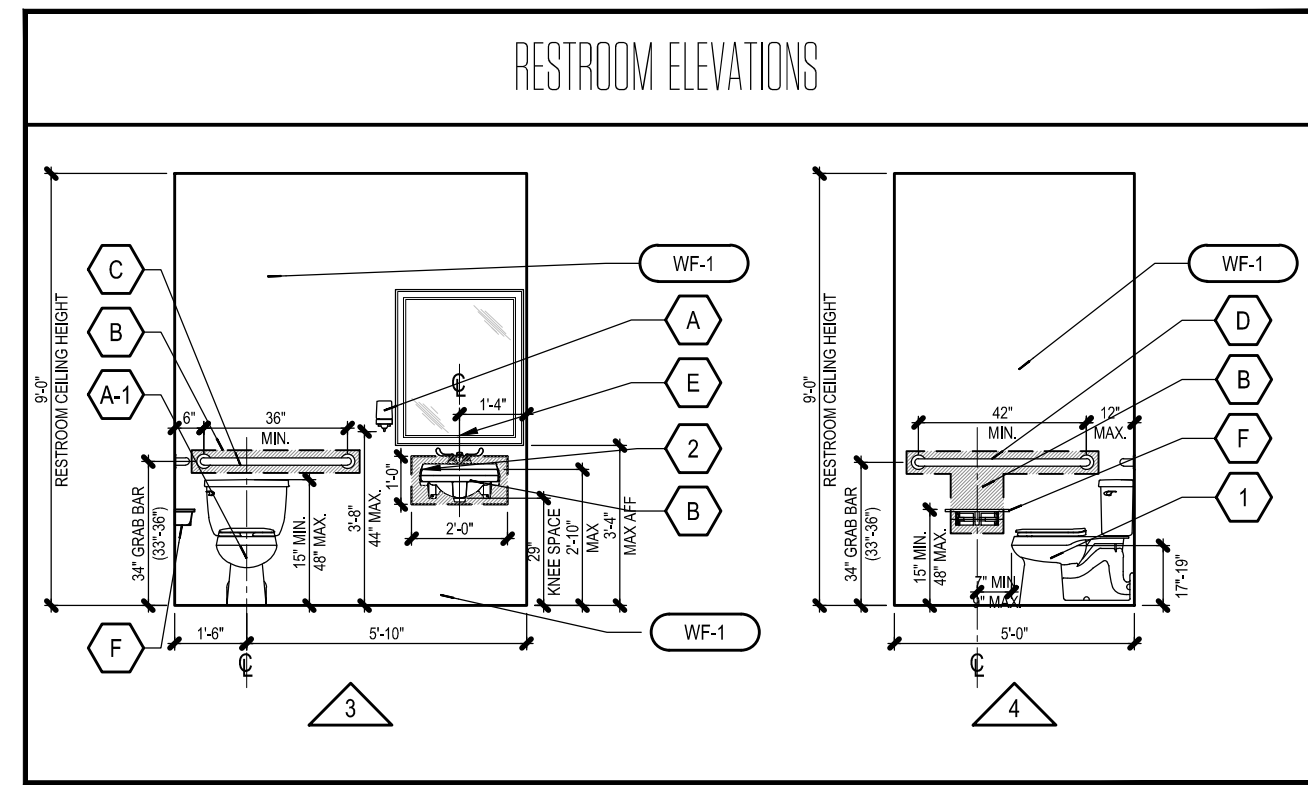 RESTROOM ELEVATIONS
9'-0"
RESTROOM CEILING HEIGHT
C
B
A-1
F
6"
36"
MIN.
34" GRAB BAR
(33"-36")
15" MIN.
48" MAX.
3'-8"
44" MAX.
1'-0"
2'-0"
29"
KNEE SPACE
2'-10"
MAX
3'-4"
MAX AFF
℄
1'-4"
WF-1
A
E
2
B
WF-1
1'-6"
5'-10"
℄
3
9'-0"
RESTROOM CEILING HEIGHT
42"
MIN.
12"
MAX.
34" GRAB BAR
(33"-36")
15" MIN.
48" MAX.
7" MIN
9" MAX.
17"-19"
WF-1
D
B
F
1
5'-0"
℄
4